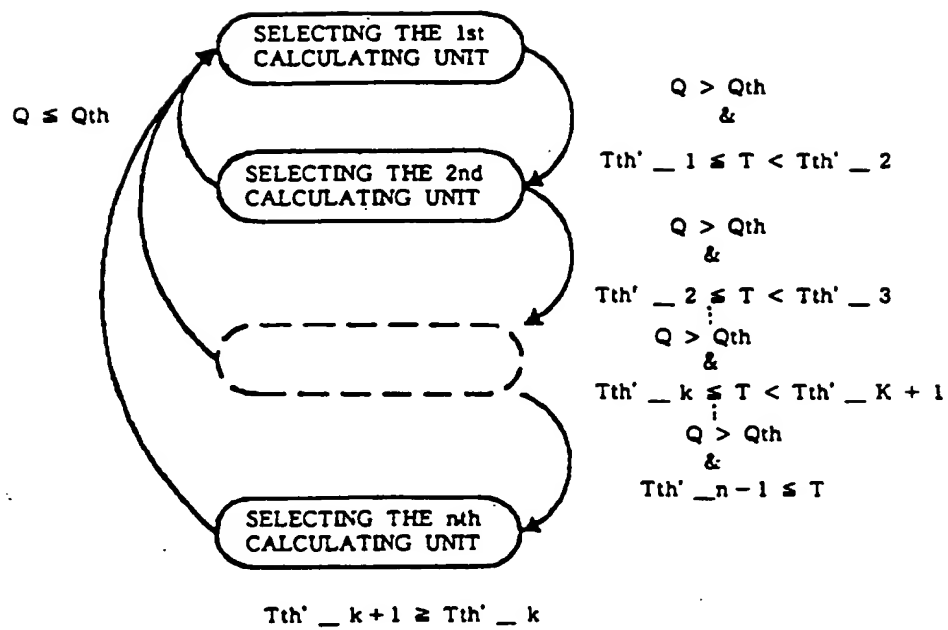 SELECTING THE 1st
CALCULATING UNIT
Q ≦ Qth
Q > Qth
&
Tth' _ 1 ≦ T < Tth' _ 2
SELECTING THE 2nd
CALCULATING UNIT
Q > Qth
&
Tth' _ 2 ≦ T < Tth' _ 3
Q > Qth
&
Tth' _ k ≦ T < Tth' _ K + 1
Q > Qth
&
Tth' _n-1 ≦ T
SELECTING THE nth
CALCULATING UNIT
Tth' _ k+1 ≧ Tth' _ k